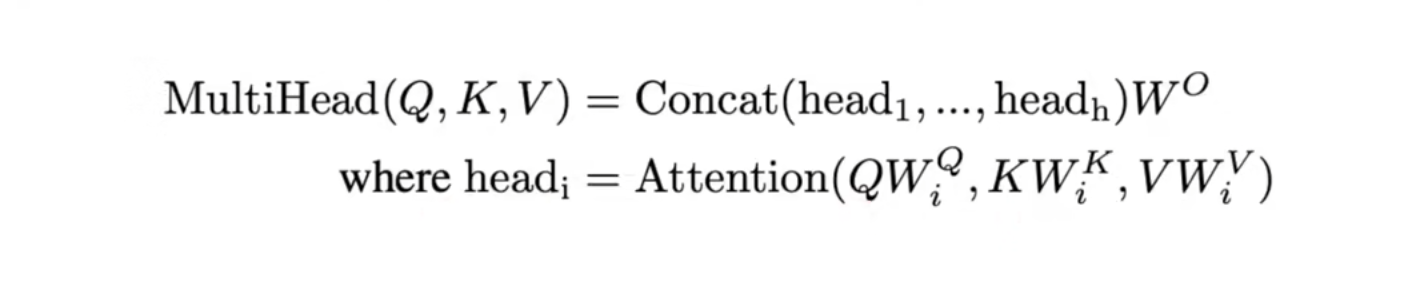 MultiHead(Q, K, V) = Concat(head₁, ..., headₕ)W^O
where headᵢ = Attention(QWᵢ^Q, KWᵢ^K, VWᵢ^V)